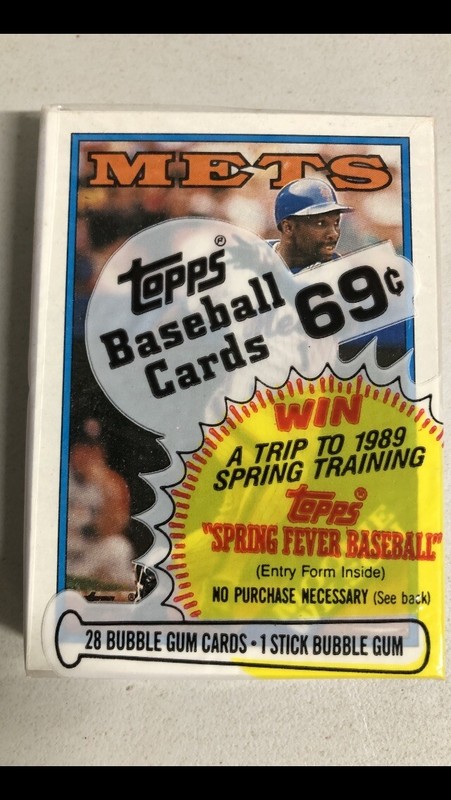 METS
Topps®
Baseball
Cards
69¢
WIN
A TRIP TO 1989
SPRING TRAINING
Topps®
"SPRING FEVER BASEBALL"
(Entry Form Inside)
NO PURCHASE NECESSARY (See back)
28 BUBBLE GUM CARDS • 1 STICK BUBBLE GUM